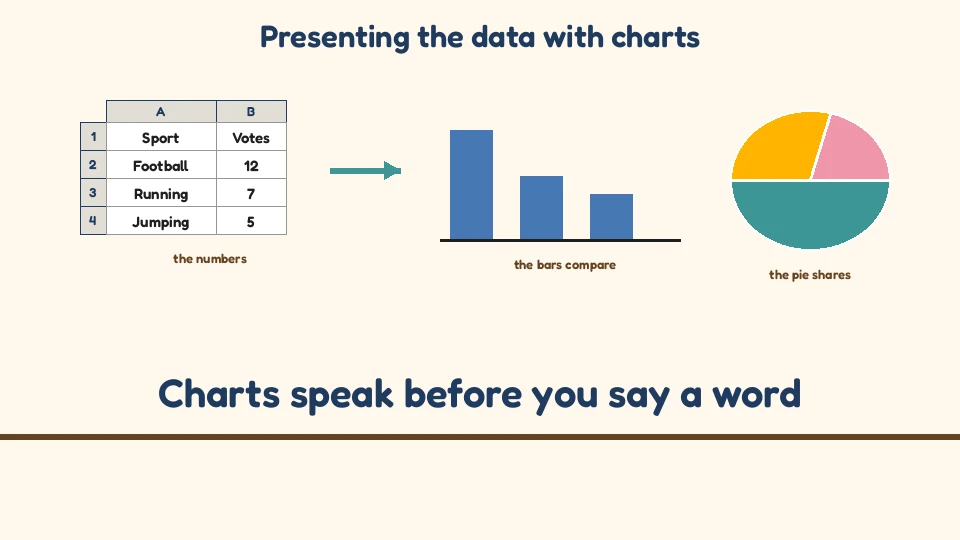 Presenting the data with charts
A B
1 Sport Votes
2 Football 12
3 Running 7
4 Jumping 5
the numbers
the bars compare
the pie shares
Charts speak before you say a word